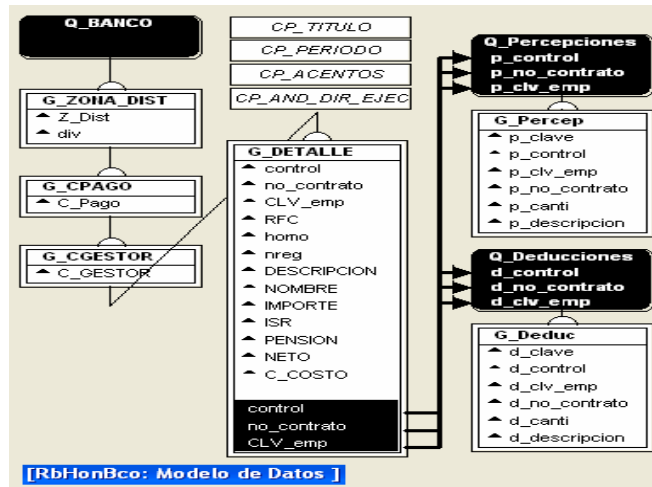 Q_BANCO
G_ZONA_DIST
Z_Dist
div
G_CPAGO
C_Pago
G_CGESTOR
C_GESTOR
CP_TITULO
CP_PERIODO
CP_ACENTOS
CP_AND_DIR_EJEC
G_DETALLE
control
no_contrato
CLV_emp
RFC
homo
nreg
DESCRIPCION
NOMBRE
IMPORTE
ISR
PENSION
NETO
C_COSTO
control
no_contrato
CLV_emp
Q_Percepciones
p_control
p_no_contrato
p_clv_emp
G_Percep
p_clave
p_control
p_clv_emp
p_no_contrato
p_canti
p_descripcion
Q_Deducciones
d_control
d_no_contrato
d_clv_emp
G_Deduc
d_clave
d_control
d_clv_emp
d_no_contrato
d_canti
d_descripcion
[RbHonBco: Modelo de Datos ]